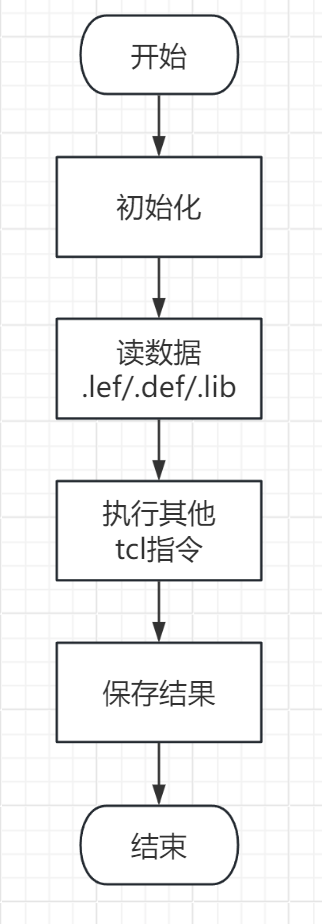 开始
初始化
读数据
.lef/.def/.lib
执行其他
tcl指令
保存结果
结束